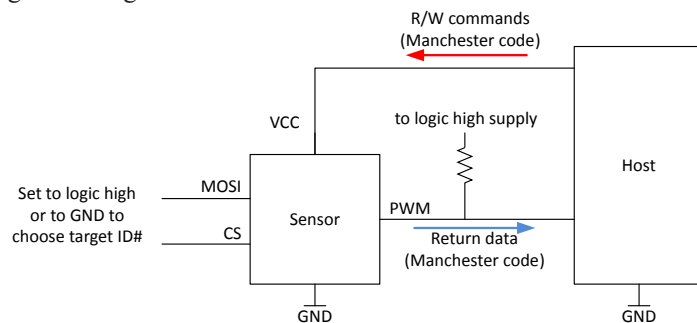 R/W commands
(Manchester code)
VCC
to logic high supply
Host
MOSI
Set to logic high
or to GND to
choose target ID#
Sensor
PWM
CS
Return data
(Manchester code)
GND
GND